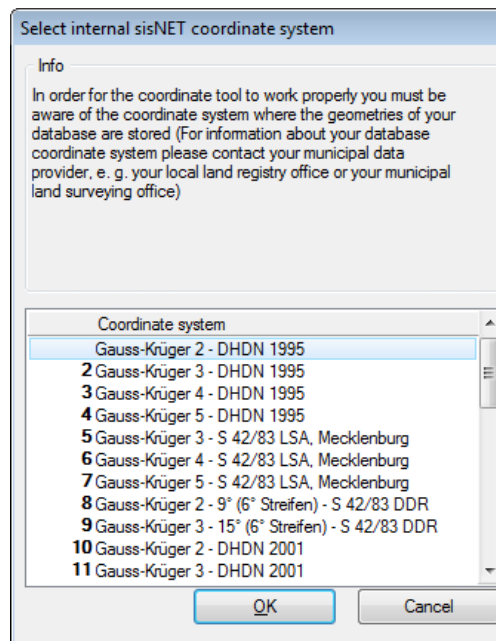 Select internal sisNET coordinate system
Info
In order for the coordinate tool to work properly you must be
aware of the coordinate system where the geometries of your
database are stored (For information about your database
coordinate system please contact your municipal data
provider, e. g. your local land registry office or your municipal
land surveying office)
Coordinate system
Gauss-Krüger 2 - DHDN 1995
2 Gauss-Krüger 3 - DHDN 1995
3 Gauss-Krüger 4 - DHDN 1995
4 Gauss-Krüger 5 - DHDN 1995
5 Gauss-Krüger 3 - S 42/83 LSA, Mecklenburg
6 Gauss-Krüger 4 - S 42/83 LSA, Mecklenburg
7 Gauss-Krüger 5 - S 42/83 LSA, Mecklenburg
8 Gauss-Krüger 2 - 9° (6° Streifen) - S 42/83 DDR
9 Gauss-Krüger 3 - 15° (6° Streifen) - S 42/83 DDR
10 Gauss-Krüger 2 - DHDN 2001
11 Gauss-Krüger 3 - DHDN 2001
OK
Cancel